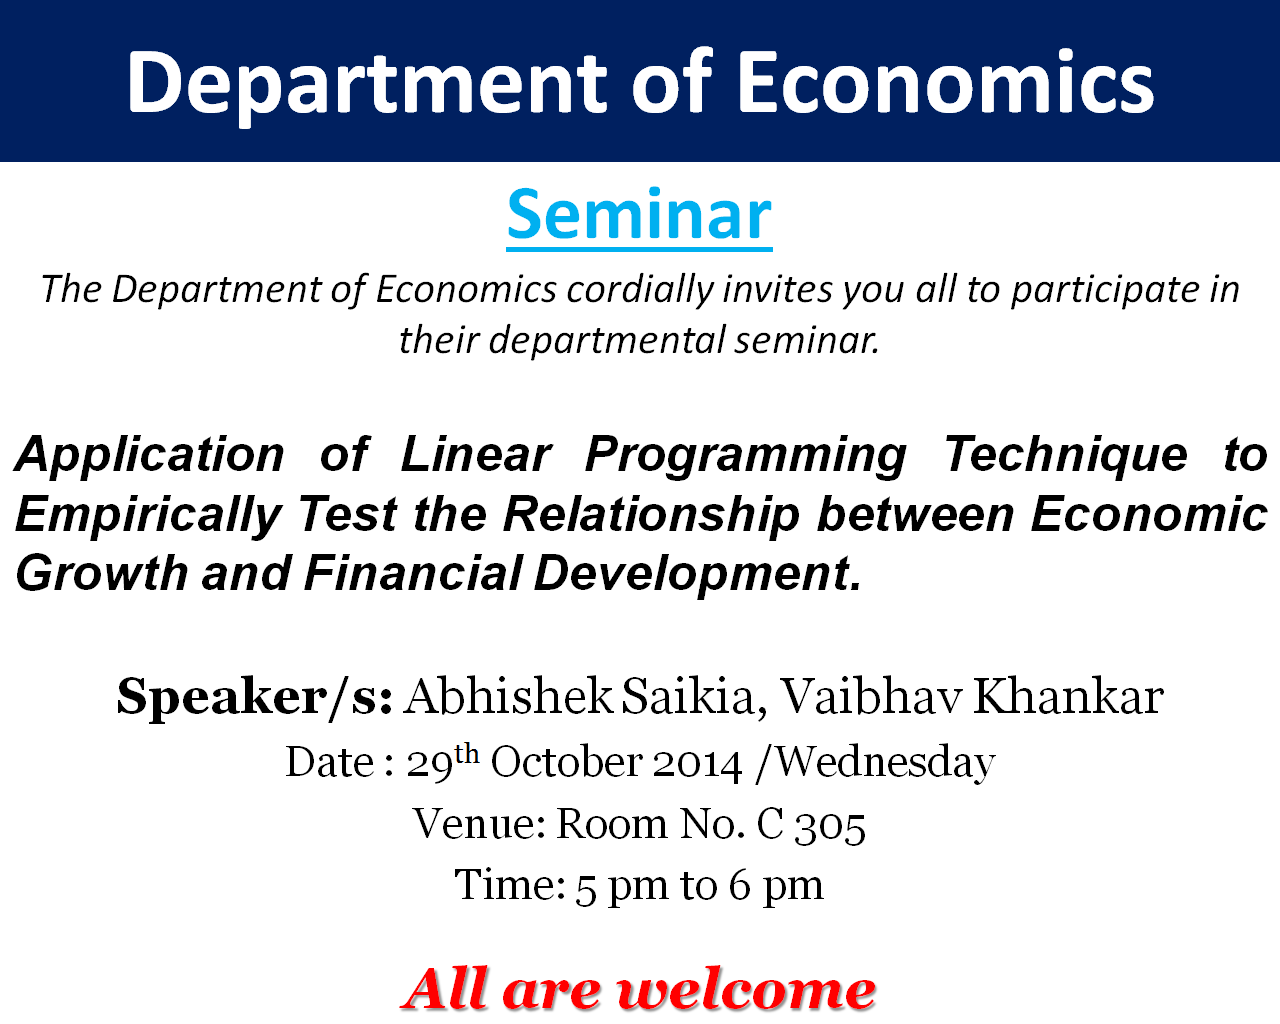 Department of Economics
Seminar
The Department of Economics cordially invites you all to participate in
their departmental seminar.
Application of Linear Programming Technique to
Empirically Test the Relationship between Economic
Growth and Financial Development.
Speaker/s: Abhishek Saikia, Vaibhav Khankar
Date : 29th October 2014 /Wednesday
Venue: Room No. C 305
Time: 5 pm to 6 pm
All are welcome